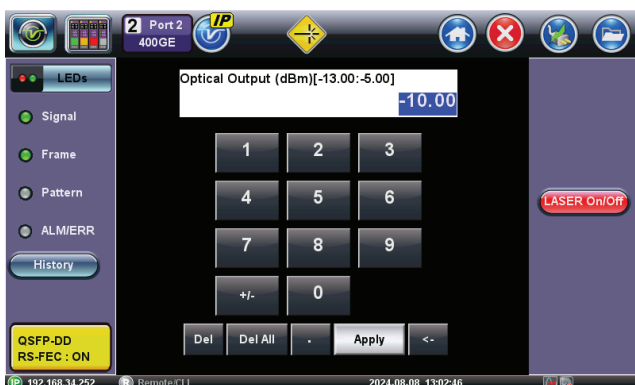 2 Port 2
400GE
IP
LEDs
Signal
Frame
Pattern
ALM/ERR
History
QSFP-DD
RS-FEC : ON
Optical Output (dBm)[-13.00:-5.00]
-10.00
1 2 3
4 5 6
7 8 9
+/- 0
Del Del All . Apply <-
LASER On/Off
IP 192.168.34.252 R Remote/CLI 2024-08-08 13:02:46